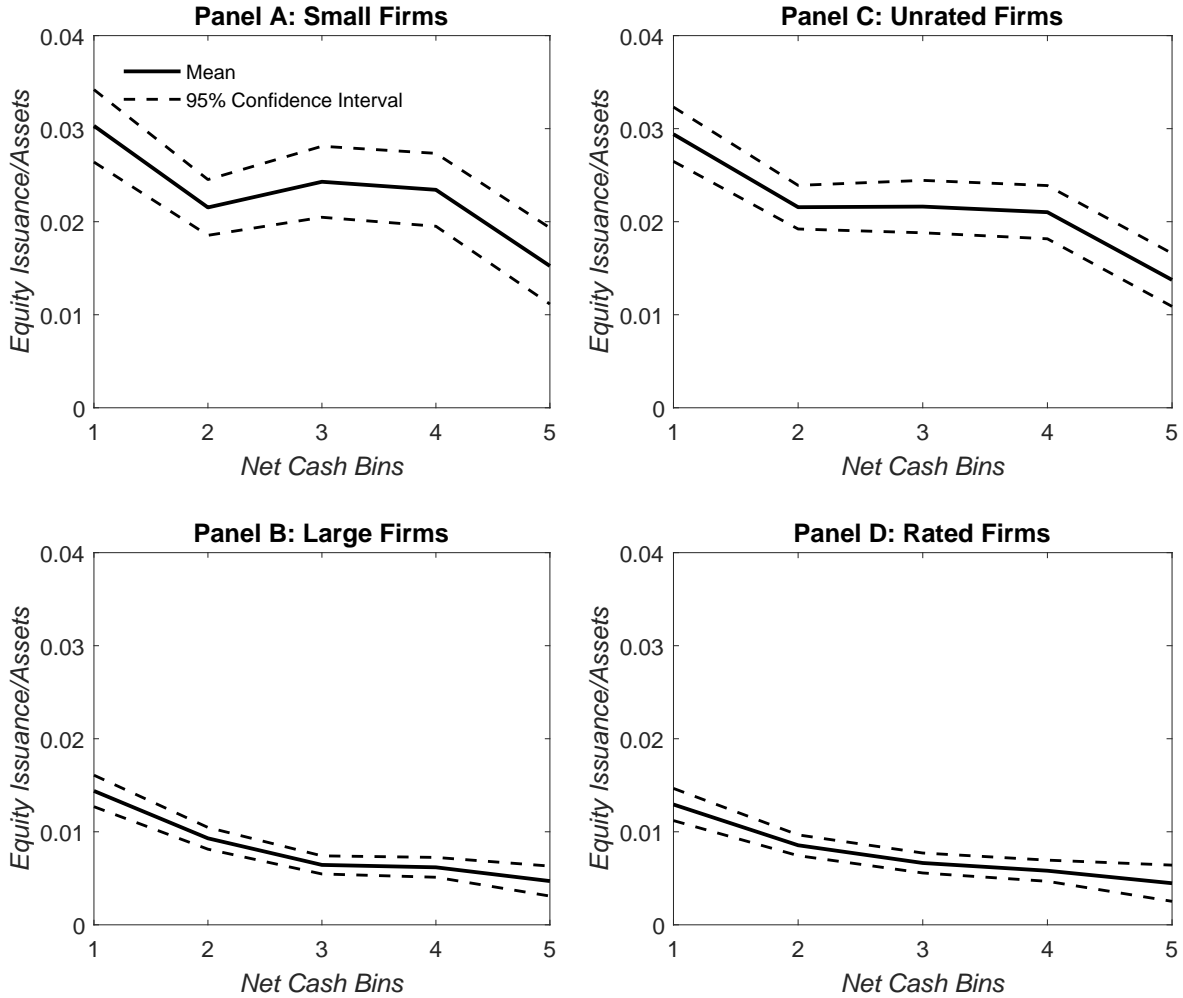 Panel A: Small Firms
Equity Issuance/Assets
0.04
0.03
0.02
0.01
0
Mean
95% Confidence Interval
1 2 3 4 5
Net Cash Bins
Panel C: Unrated Firms
Equity Issuance/Assets
0.04
0.03
0.02
0.01
0
1 2 3 4 5
Net Cash Bins
Panel B: Large Firms
Equity Issuance/Assets
0.04
0.03
0.02
0.01
0
1 2 3 4 5
Net Cash Bins
Panel D: Rated Firms
Equity Issuance/Assets
0.04
0.03
0.02
0.01
0
1 2 3 4 5
Net Cash Bins